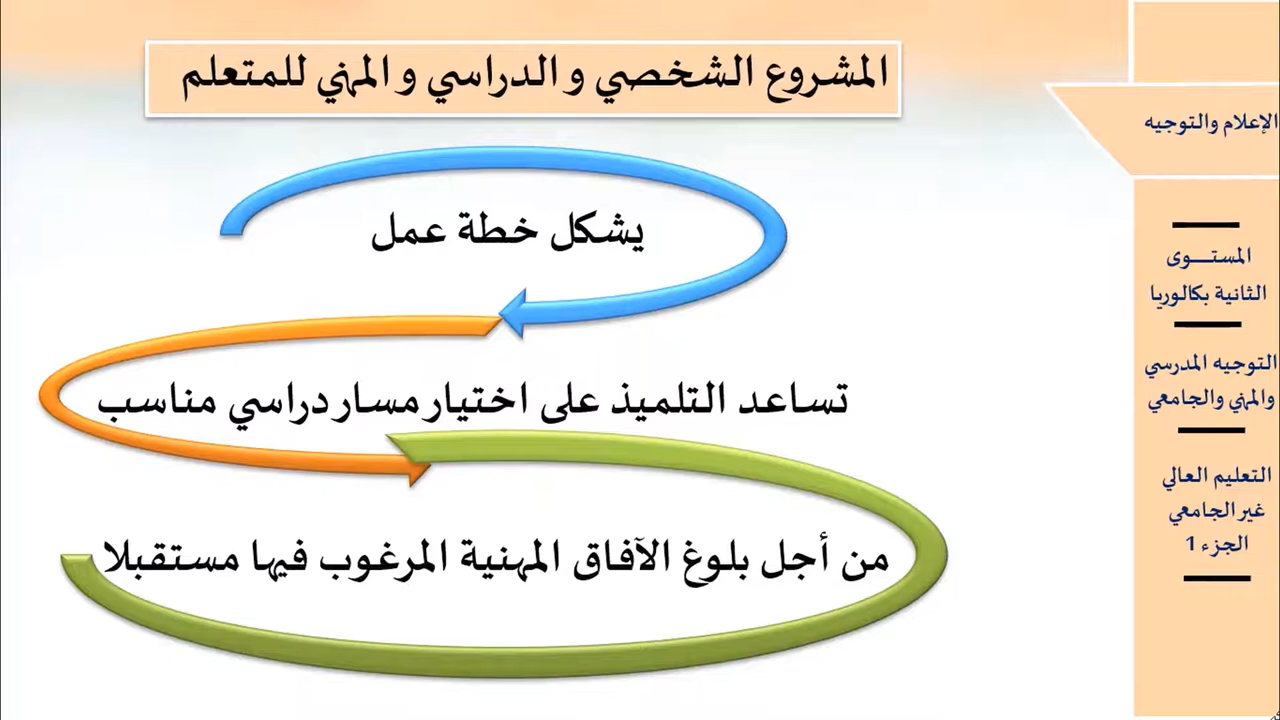 المشروع الشخصي و الدراسي و المهني للمتعلم
يشكل خطة عمل
تساعد التلميذ على اختيار مسار دراسي مناسب
من أجل بلوغ الآفاق المهنية المرغوب فيها مستقبلا
الإعلام والتوجيه
المستــوى
الثانية بكالوريا
التوجيه المدرسي
والمهني والجامعي
التعليم العالي
غير الجامعي
الجزء 1